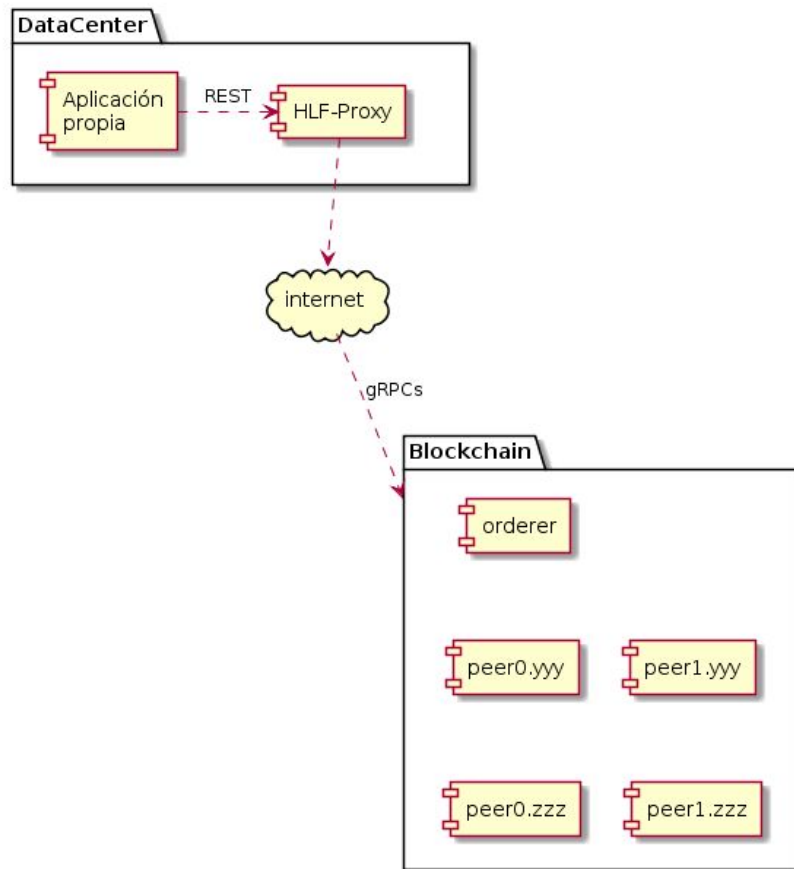 DataCenter
Aplicación
propia
REST
HLF-Proxy
internet
gRPCs
Blockchain
orderer
peer0.yyy
peer1.yyy
peer0.zzz
peer1.zzz